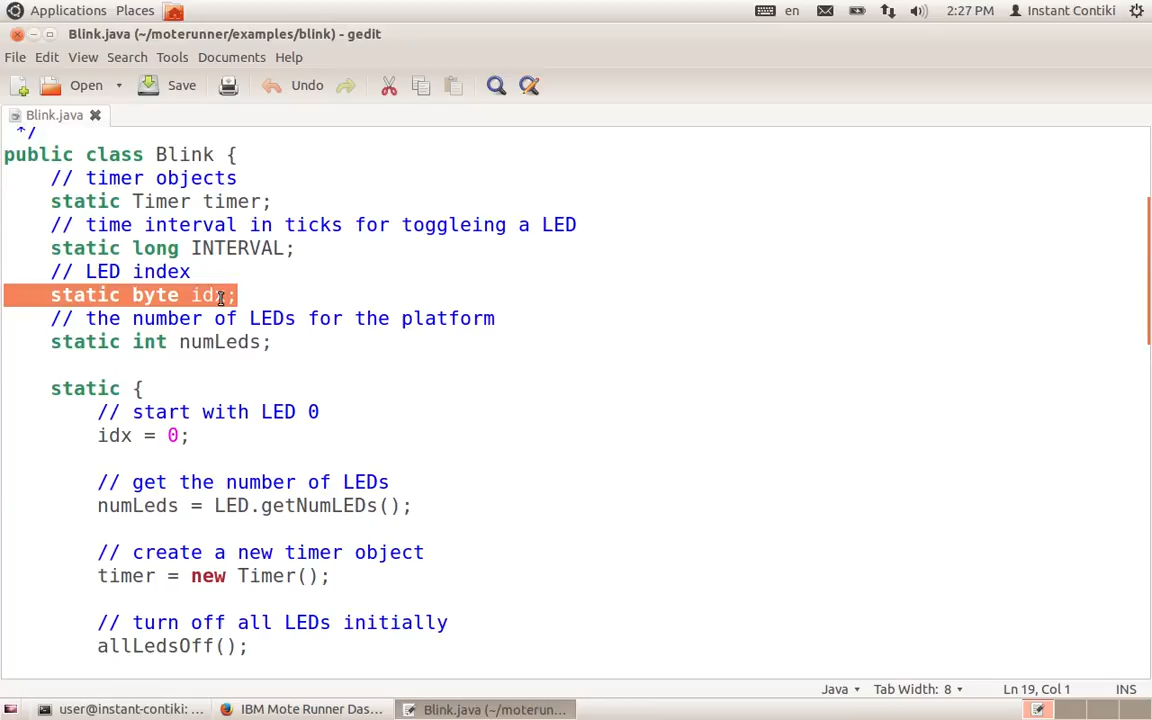 Applications Places en 2:27 PM Instant Contiki
Blink.java (~/moterunner/examples/blink) - gedit
File Edit View Search Tools Documents Help
Open Save Undo
Blink.java
*/
public class Blink {
// timer objects
static Timer timer;
// time interval in ticks for toggleing a LED
static long INTERVAL;
// LED index
static byte idx;
// the number of LEDs for the platform
static int numLeds;
static {
// start with LED 0
idx = 0;
// get the number of LEDs
numLeds = LED.getNumLEDs();
// create a new timer object
timer = new Timer();
// turn off all LEDs initially
allLedsOff();
Java Tab Width: 8 Ln 19, Col 1 INS
user@instant-contiki: ... IBM Mote Runner Das... Blink.java (~/moterun...